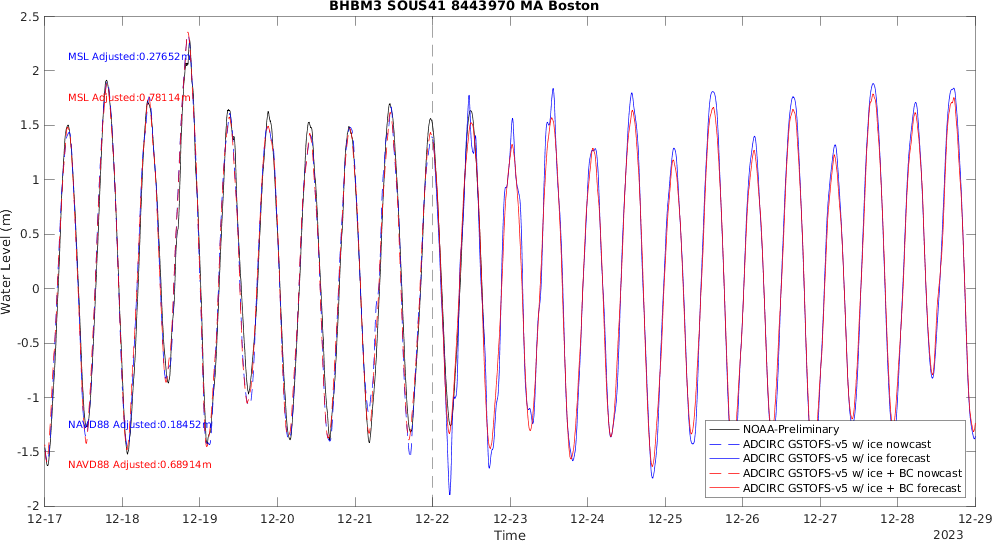 BHBM3 SOUS41 8443970 MA Boston
2.5
2
1.5
1
0.5
0
-0.5
-1
-1.5
-2
Water Level (m)
MSL Adjusted:0.27652m
MSL Adjusted:0.78114m
NAVD88 Adjusted:0.18452m
NAVD88 Adjusted:0.68914m
NOAA-Preliminary
ADCIRC GSTOFS-v5 w/ ice nowcast
ADCIRC GSTOFS-v5 w/ ice forecast
ADCIRC GSTOFS-v5 w/ ice + BC nowcast
ADCIRC GSTOFS-v5 w/ ice + BC forecast
12-17 12-18 12-19 12-20 12-21 12-22 12-23 12-24 12-25 12-26 12-27 12-28 12-29
Time
2023